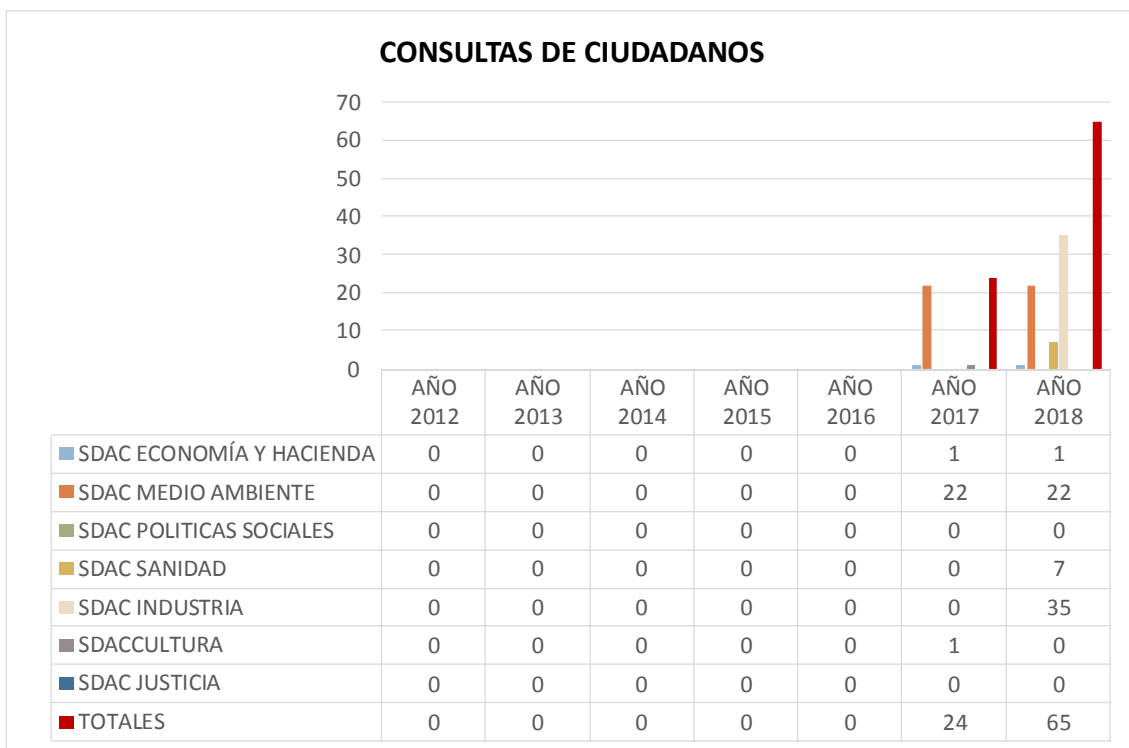 CONSULTAS DE CIUDADANOS
70
60
50
40
30
20
10
0
AÑO 2012 AÑO 2013 AÑO 2014 AÑO 2015 AÑO 2016 AÑO 2017 AÑO 2018
SDAC ECONOMÍA Y HACIENDA 0 0 0 0 0 1 1
SDAC MEDIO AMBIENTE 0 0 0 0 0 22 22
SDAC POLITICAS SOCIALES 0 0 0 0 0 0 0
SDAC SANIDAD 0 0 0 0 0 0 7
SDAC INDUSTRIA 0 0 0 0 0 0 35
SDACCULTURA 0 0 0 0 0 1 0
SDAC JUSTICIA 0 0 0 0 0 0 0
TOTALES 0 0 0 0 0 24 65